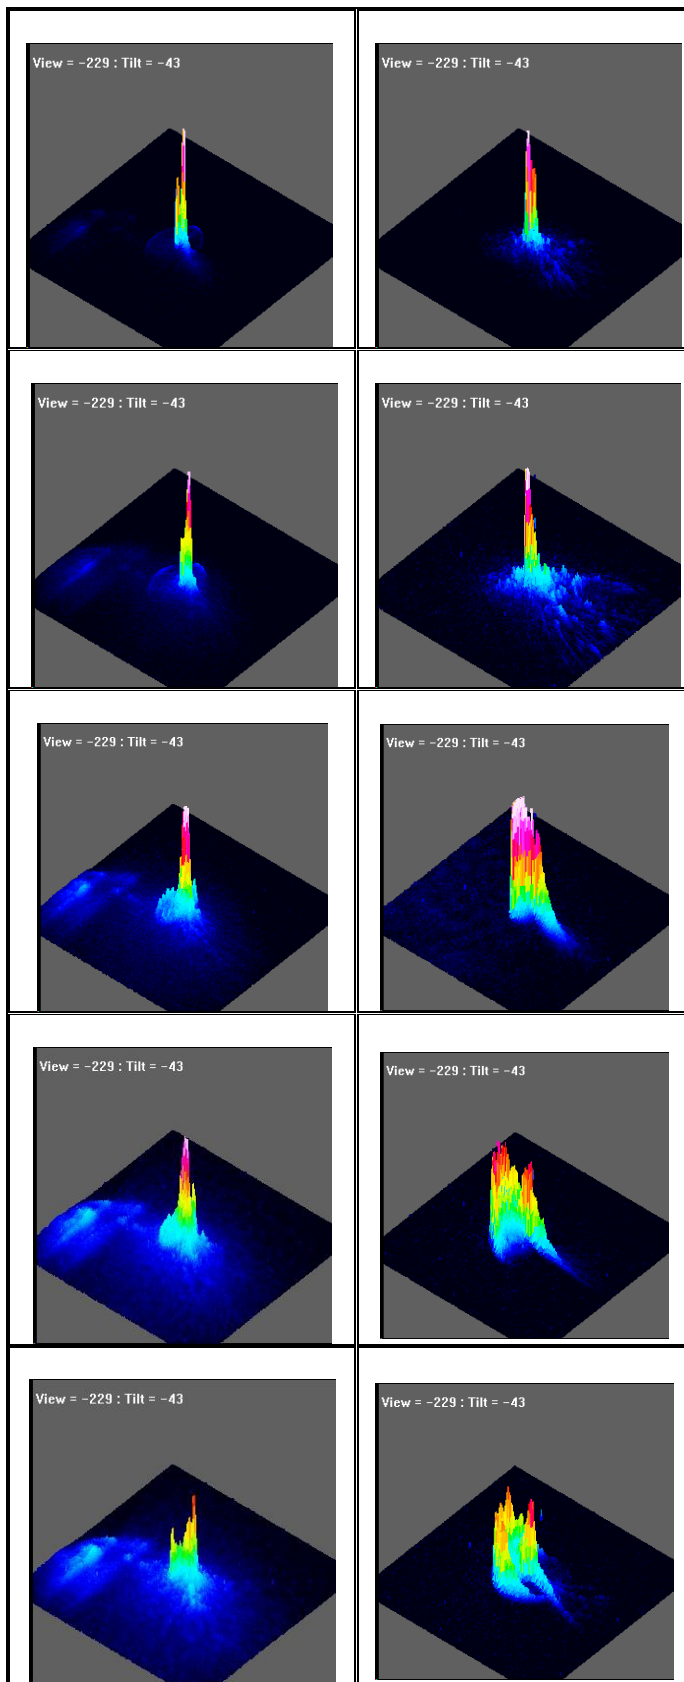 View = -229 : Tilt = -43
View = -229 : Tilt = -43
View = -229 : Tilt = -43
View = -229 : Tilt = -43
View = -229 : Tilt = -43
View = -229 : Tilt = -43
View = -229 : Tilt = -43
View = -229 : Tilt = -43
View = -229 : Tilt = -43
View = -229 : Tilt = -43